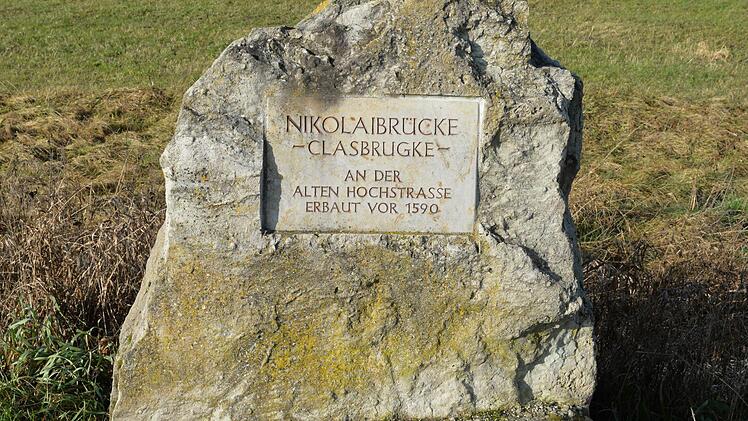 NIKOLAIBRÜCKE
-CLASBRUGKE-
AN DER
ALTEN HOCHSTRASSE
ERBAUT VOR 1590